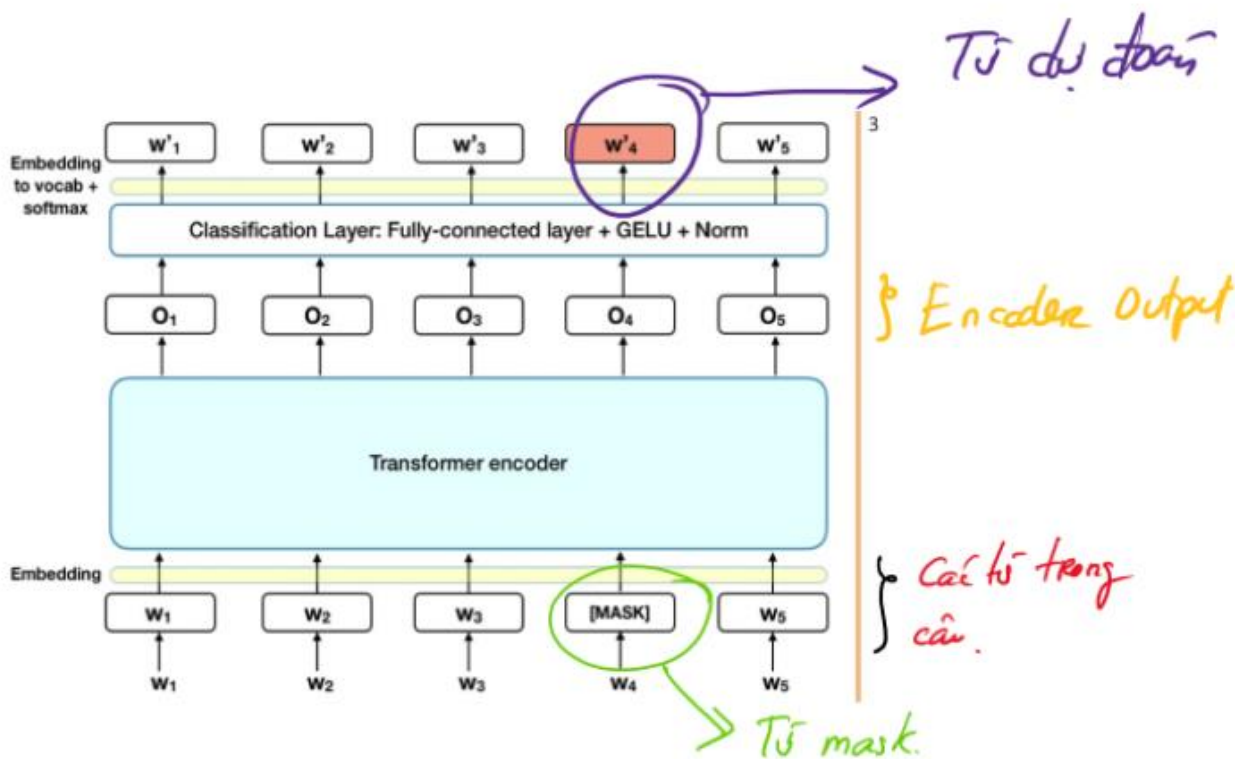 Từ dự đoán
3
w'1 w'2 w'3 w'4 w'5
Embedding
to vocab +
softmax
Classification Layer: Fully-connected layer + GELU + Norm
O1 O2 O3 O4 O5
Encoder Output
Transformer encoder
Embedding
W1 W2 W3 [MASK] W5
Các từ trong
câu.
W1 W2 W3 W4 W5
Từ mask.